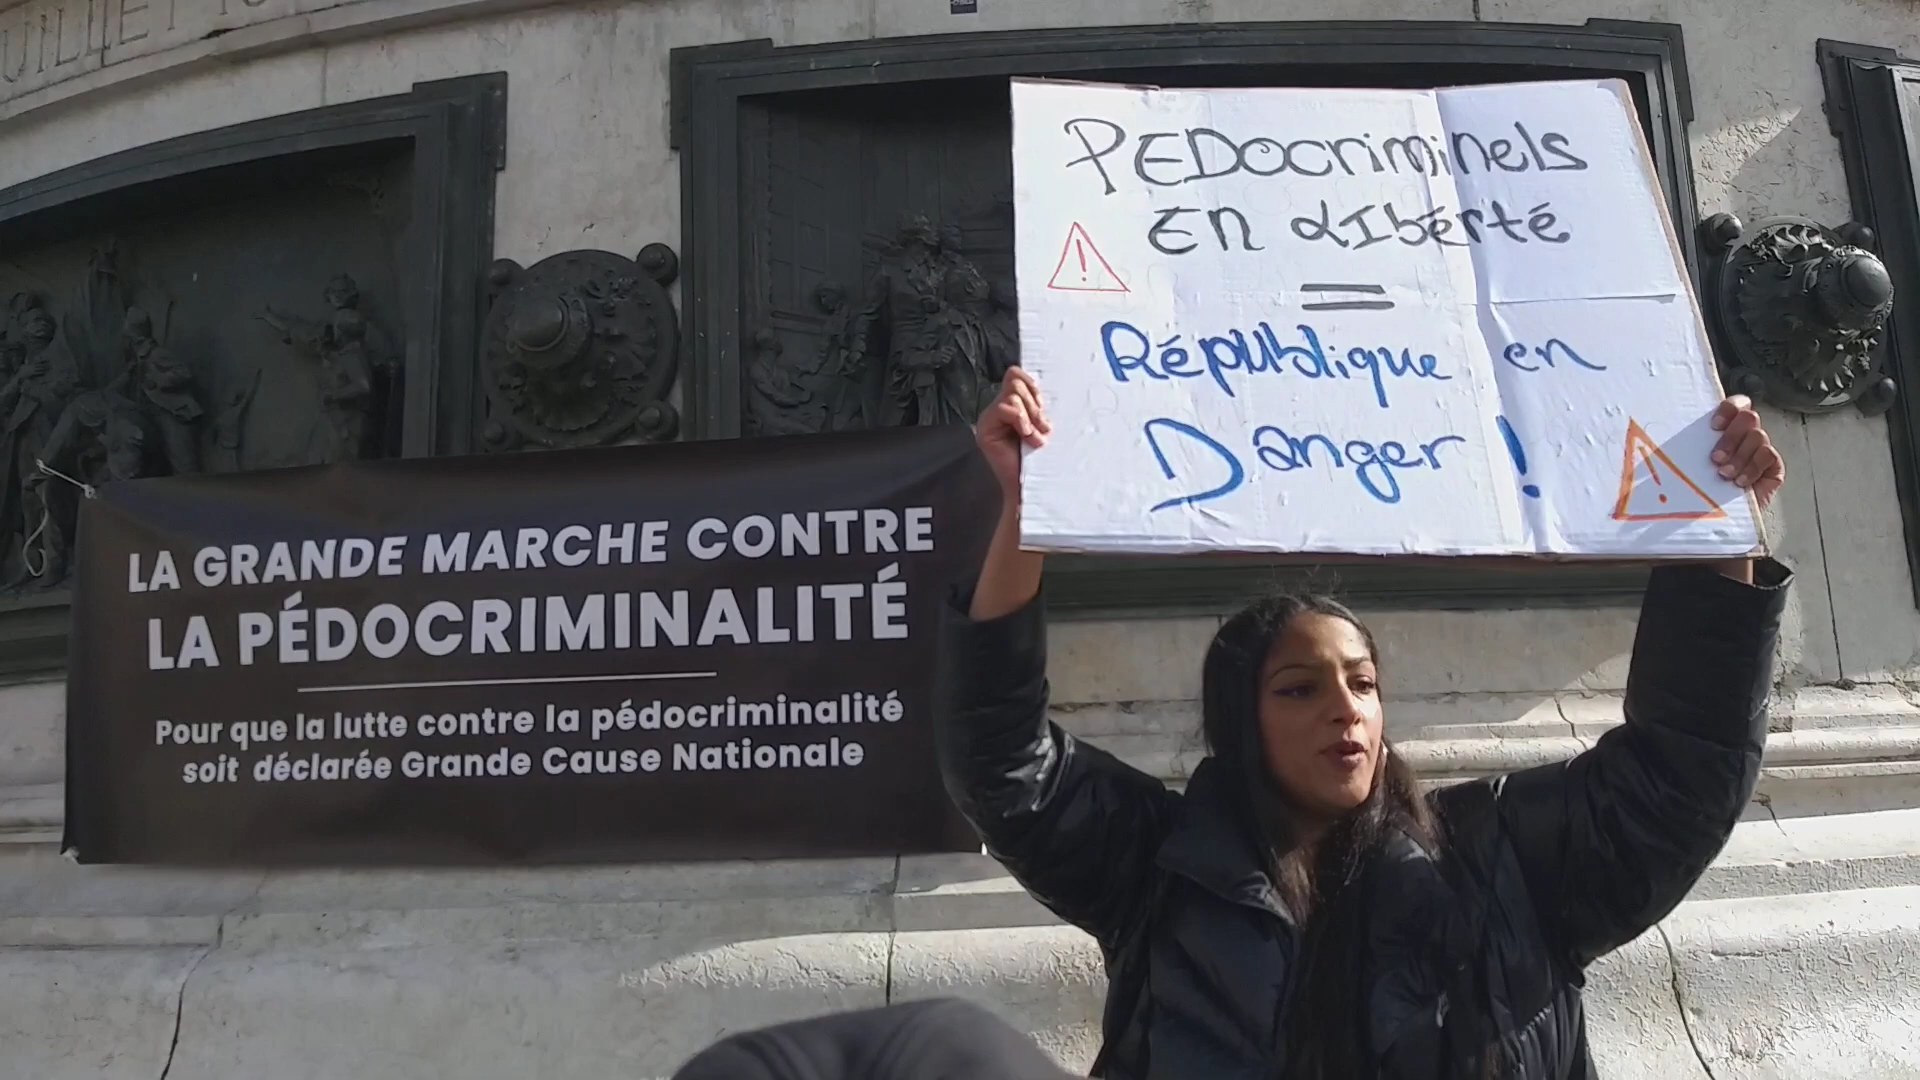 LA GRANDE MARCHE CONTRE
LA PÉDOCRIMINALITÉ
Pour que la lutte contre la pédocriminalité
soit déclarée Grande Cause Nationale
PEDOcrimiNels
EN LIbérté
=
République en
Danger !